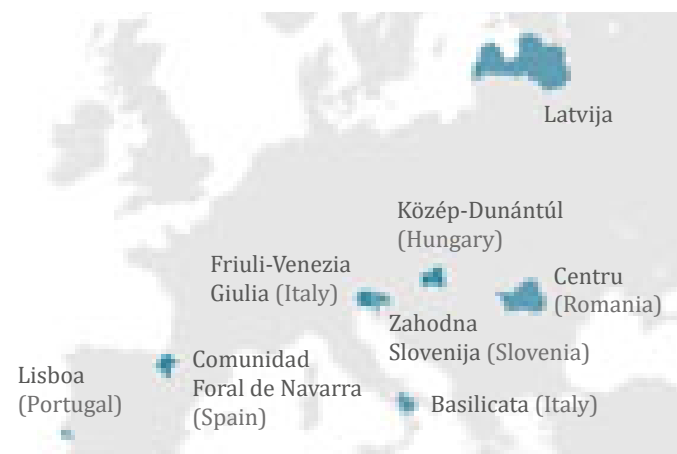 Latvija
Közép-Dunántúl
(Hungary)
Friuli-Venezia
Giulia (Italy)
Centru
(Romania)
Zahodna
Slovenija (Slovenia)
Comunidad
Foral de Navarra
(Spain)
Lisboa
(Portugal)
Basilicata (Italy)